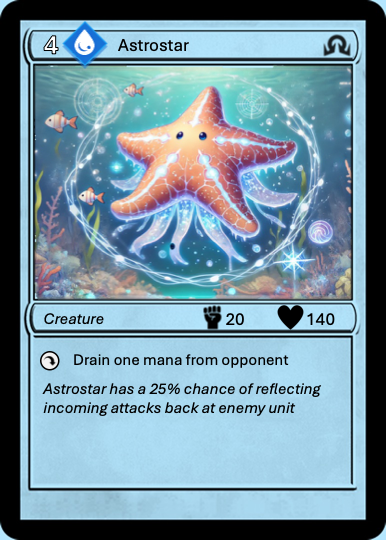 4 Astrostar
Creature 20 140
Drain one mana from opponent
Astrostar has a 25% chance of reflecting
incoming attacks back at enemy unit